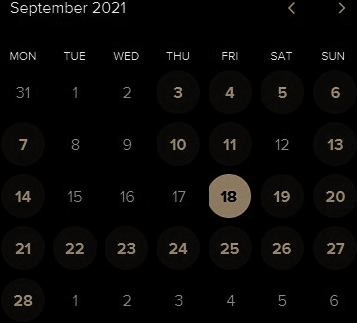 September 2021
MON TUE WED THU FRI SAT SUN
31 1 2 3 4 5 6
7 8 9 10 11 12 13
14 15 16 17 18 19 20
21 22 23 24 25 26 27
28 1 2 3 4 5 6